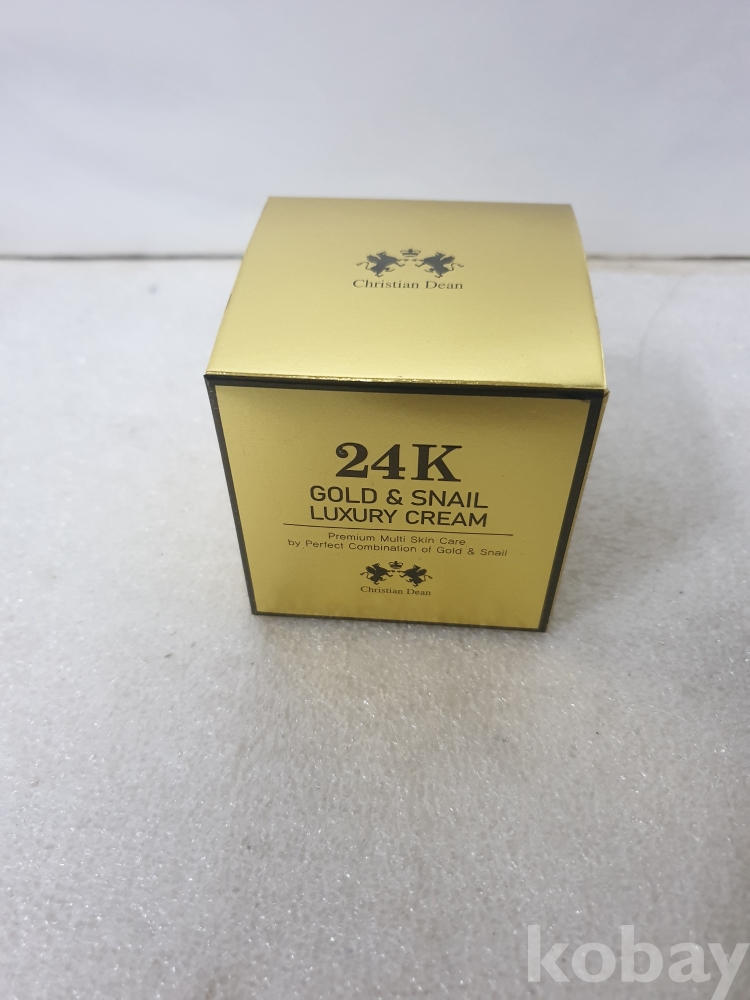 Christian Dean
24K
GOLD & SNAIL
LUXURY CREAM
Premium Multi Skin Care
by Perfect Combination of Gold & Snail
Christian Dean
kobay